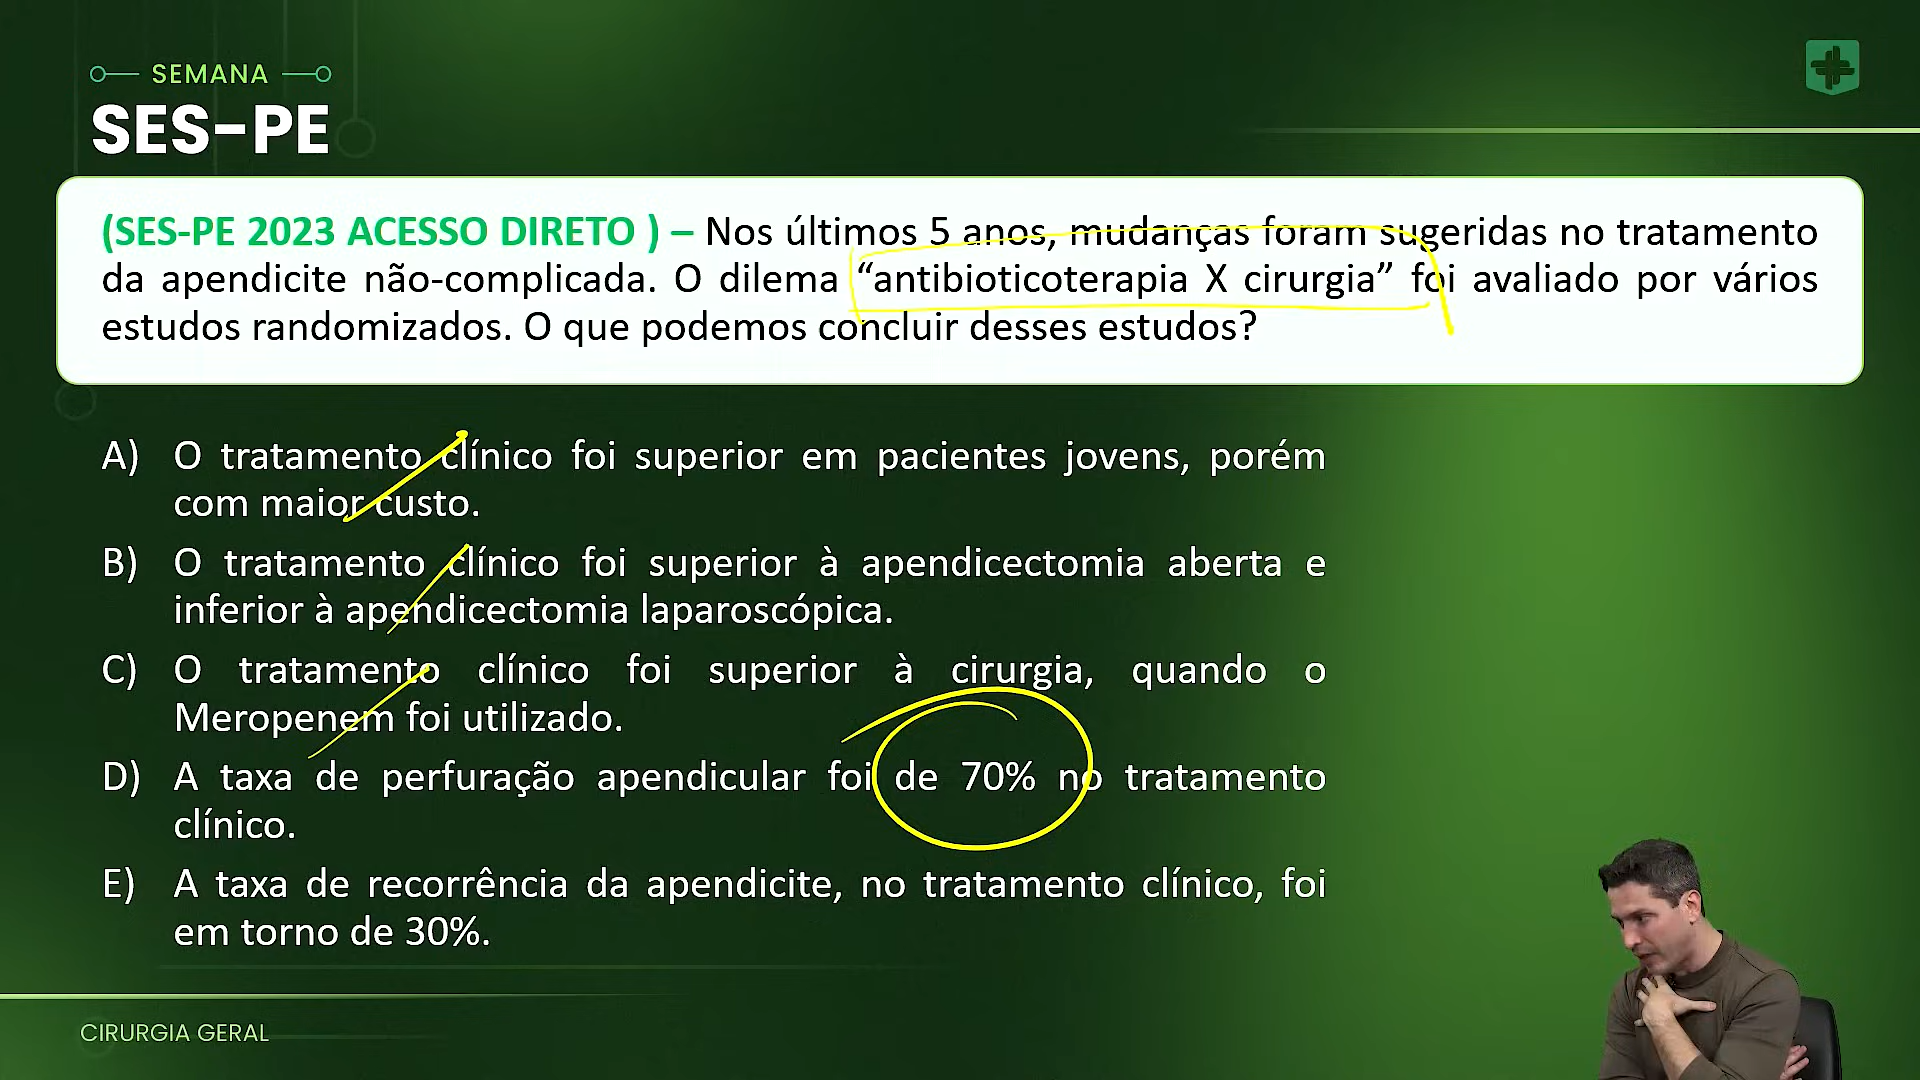 SEMANA
SES-PE
(SES-PE 2023 ACESSO DIRETO ) – Nos últimos 5 anos, mudanças foram sugeridas no tratamento
da apendicite não-complicada. O dilema “antibioticoterapia X cirurgia” foi avaliado por vários
estudos randomizados. O que podemos concluir desses estudos?
A) O tratamento clínico foi superior em pacientes jovens, porém
com maior custo.
B) O tratamento clínico foi superior à apendicectomia aberta e
inferior à apendicectomia laparoscópica.
C) O tratamento clínico foi superior à cirurgia, quando o
Meropenem foi utilizado.
D) A taxa de perfuração apendicular foi de 70% no tratamento
clínico.
E) A taxa de recorrência da apendicite, no tratamento clínico, foi
em torno de 30%.
CIRURGIA GERAL